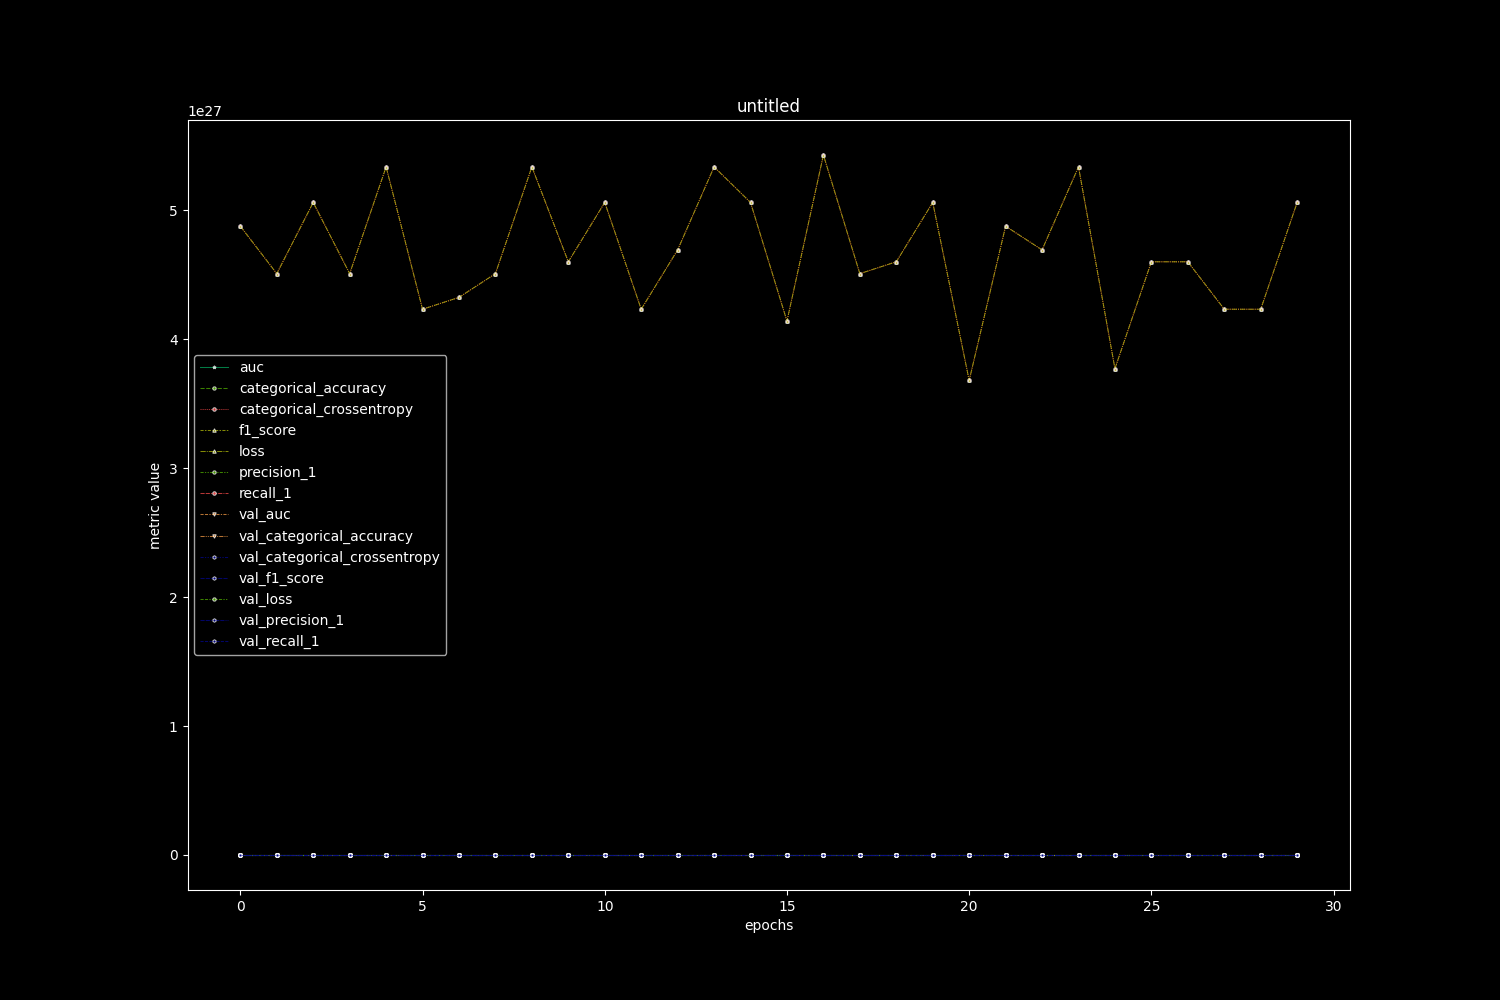 untitled
1e27
5
4
3
2
1
0
metric value
auc
categorical_accuracy
categorical_crossentropy
f1_score
loss
precision_1
recall_1
val_auc
val_categorical_accuracy
val_categorical_crossentropy
val_f1_score
val_loss
val_precision_1
val_recall_1
0 5 10 15 20 25 30
epochs